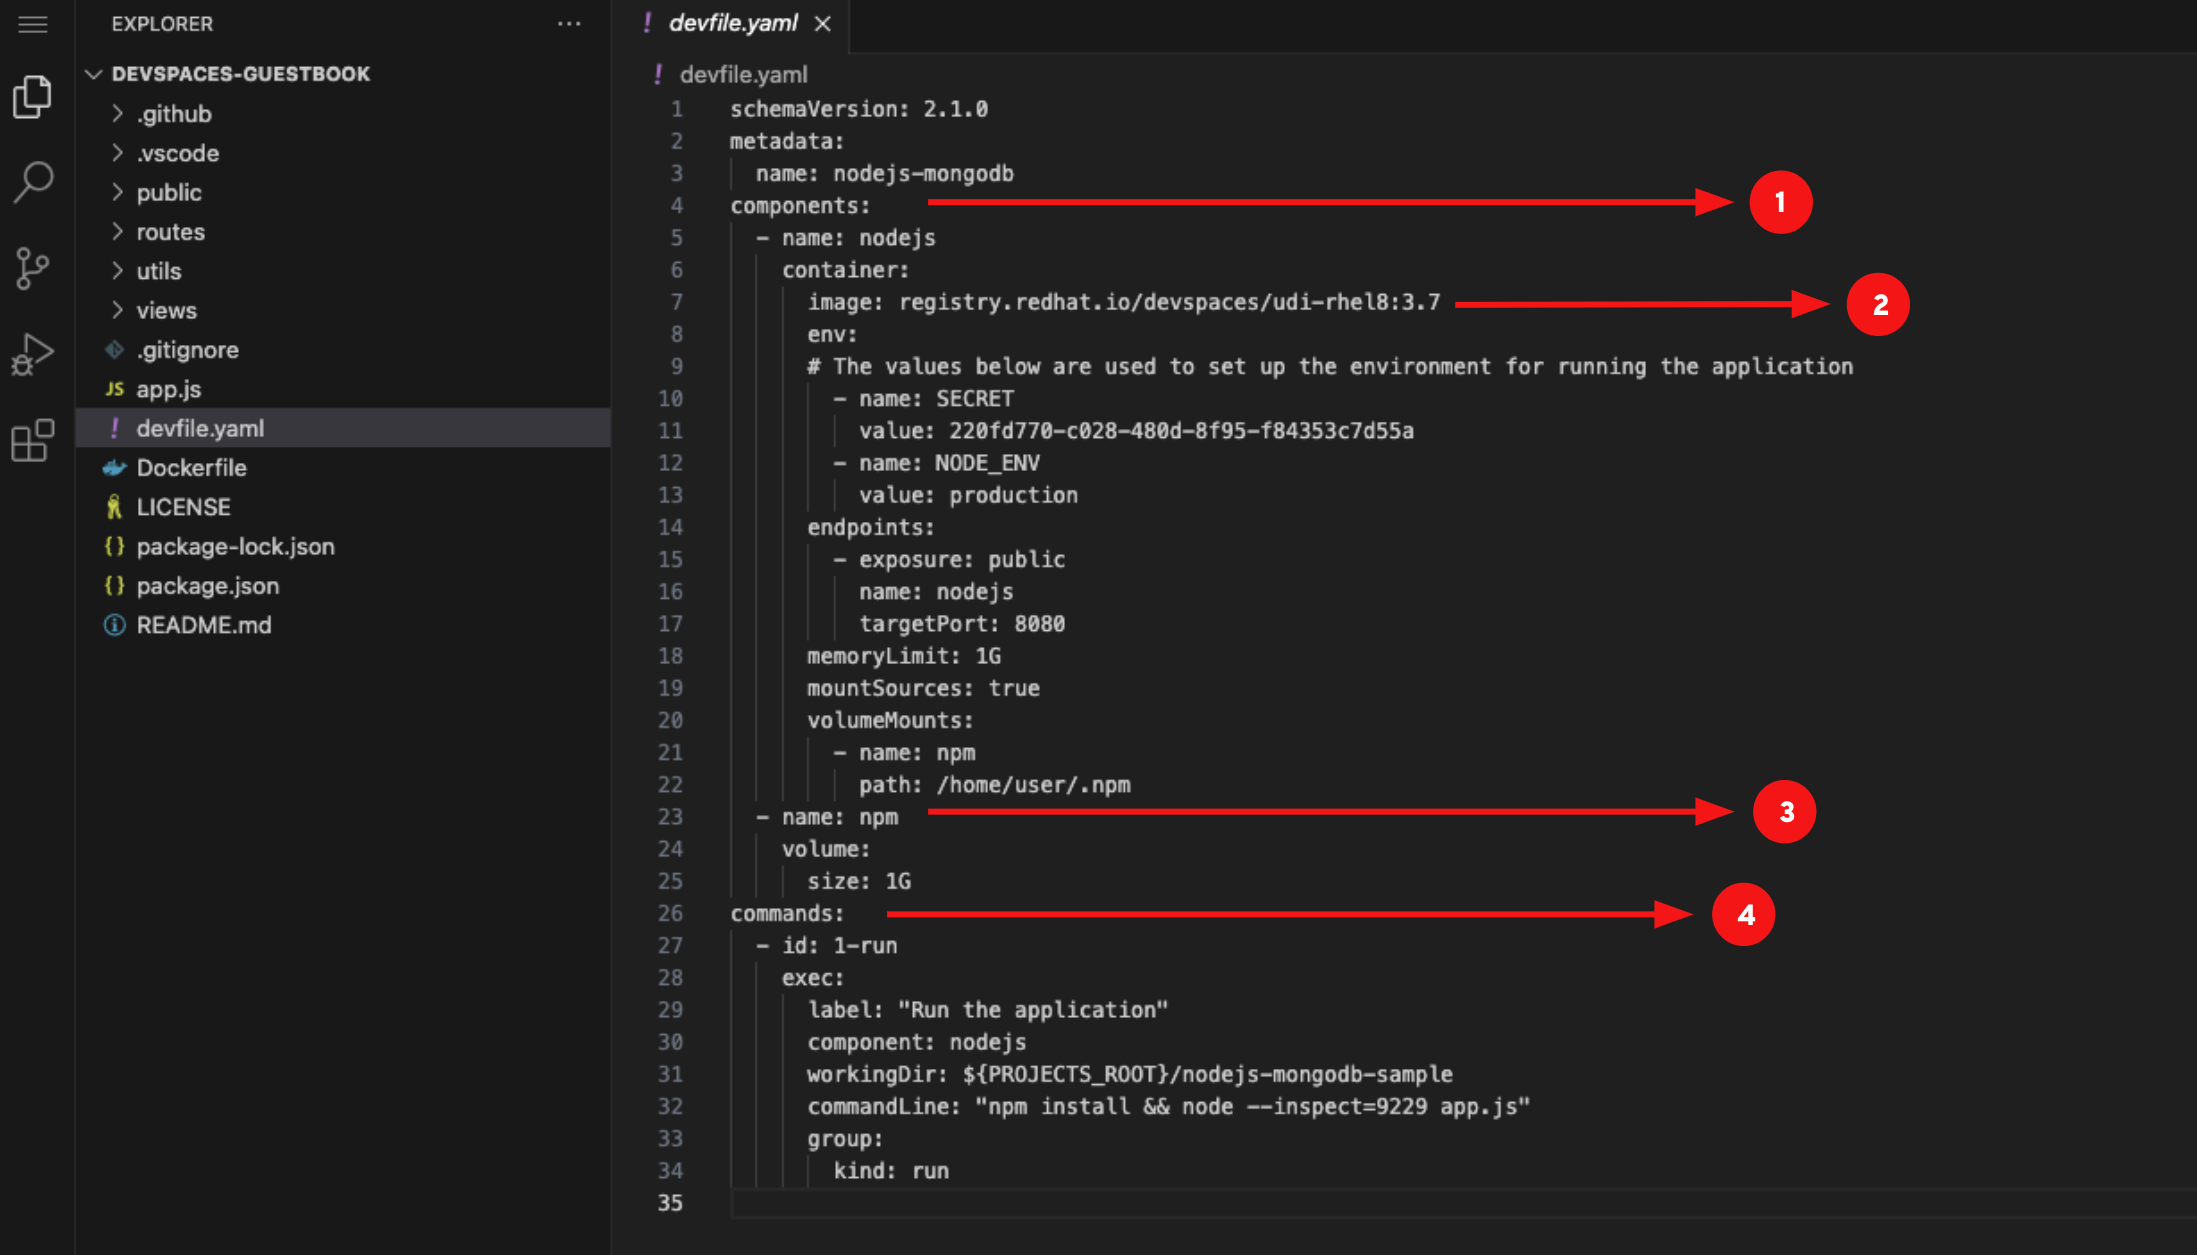 EXPLORER
DEVSPACES-GUESTBOOK
.github
.vscode
public
routes
utils
views
.gitignore
JS app.js
! devfile.yaml
Dockerfile
LICENSE
{} package-lock.json
{} package.json
README.md
! devfile.yaml
! devfile.yaml
1 schemaVersion: 2.1.0
2 metadata:
3 name: nodejs-mongodb
4 components: 1
5 - name: nodejs
6 container:
7 image: registry.redhat.io/devspaces/udi-rhel8:3.7 2
8 env:
9 # The values below are used to set up the environment for running the application
10 - name: SECRET
11 value: 220fd770-c028-480d-8f95-f84353c7d55a
12 - name: NODE_ENV
13 value: production
14 endpoints:
15 - exposure: public
16 name: nodejs
17 targetPort: 8080
18 memoryLimit: 1G
19 mountSources: true
20 volumeMounts:
21 - name: npm
22 path: /home/user/.npm
23 - name: npm 3
24 volume:
25 size: 1G
26 commands: 4
27 - id: 1-run
28 exec:
29 label: "Run the application"
30 component: nodejs
31 workingDir: ${PROJECTS_ROOT}/nodejs-mongodb-sample
32 commandLine: "npm install && node --inspect=9229 app.js"
33 group:
34 kind: run
35